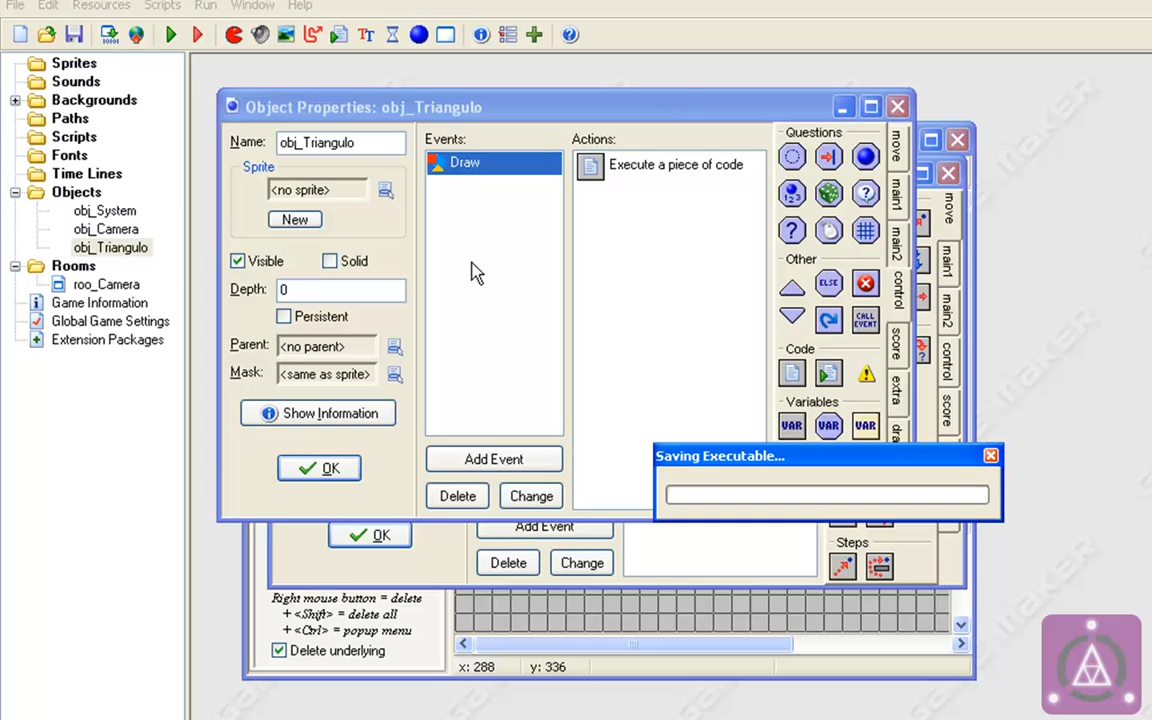 File Edit Resources Scripts Run Window Help
Sprites
Sounds
Backgrounds
Paths
Scripts
Fonts
Time Lines
Objects
obj_System
obj_Camera
obj_Triangulo
Rooms
roo_Camera
Game Information
Global Game Settings
Extension Packages
Object Properties: obj_Triangulo
Name: obj_Triangulo
Sprite
<no sprite>
New
Visible Solid
Depth: 0
Persistent
Parent: <no parent>
Mask: <same as sprite>
Show Information
OK
Events:
Draw
Add Event
Delete Change
Actions:
Execute a piece of code
Questions
Other
ELSE
CALL EVENT
Code
Variables
VAR VAR VAR
move
main1
main2
control
score
extra
Saving Executable...
move
main1
main2
control
score
OK
Add Event
Delete Change
Steps
Right mouse button = delete
+<Shift> = delete all
+<Ctrl> = popup menu
Delete underlying
x: 288 y: 336